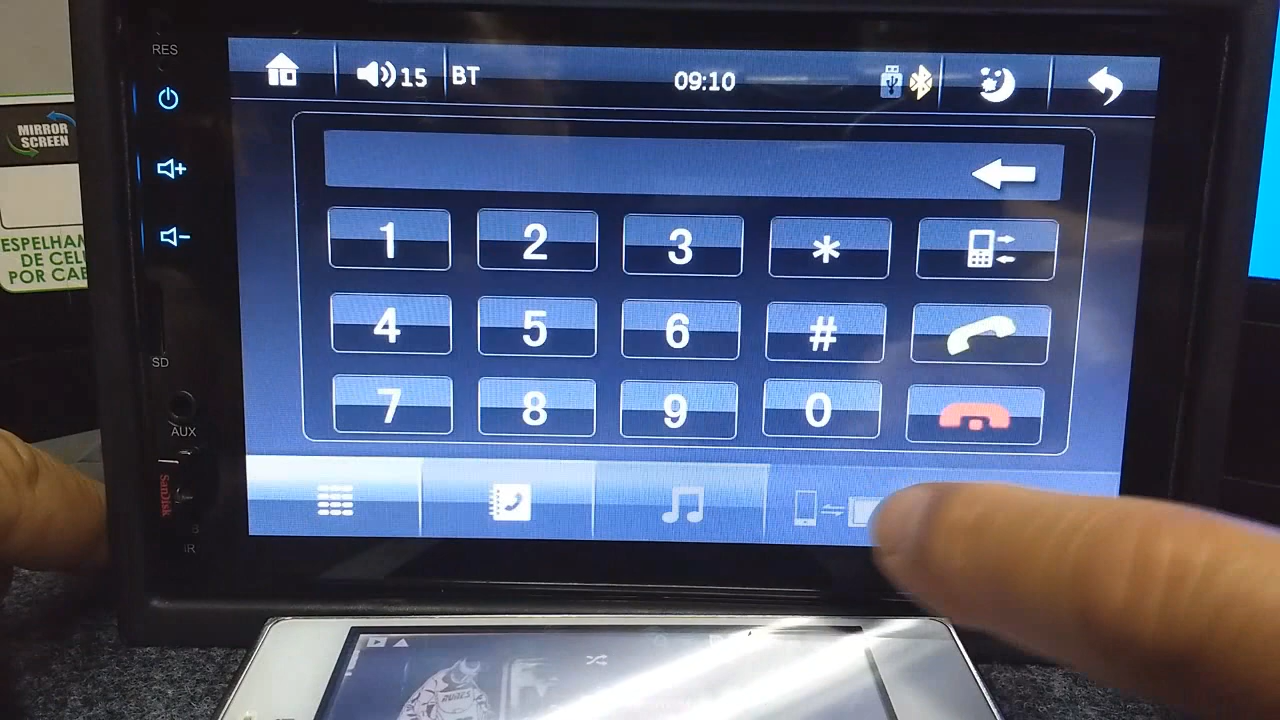 RES
15
BT
09:10
MIRROR
SCREEN
1
2
3
*
4
5
6
#
7
8
9
0
ESPELHAM
DE CEL
POR CAB
SD
AUX
SanDisk
IR